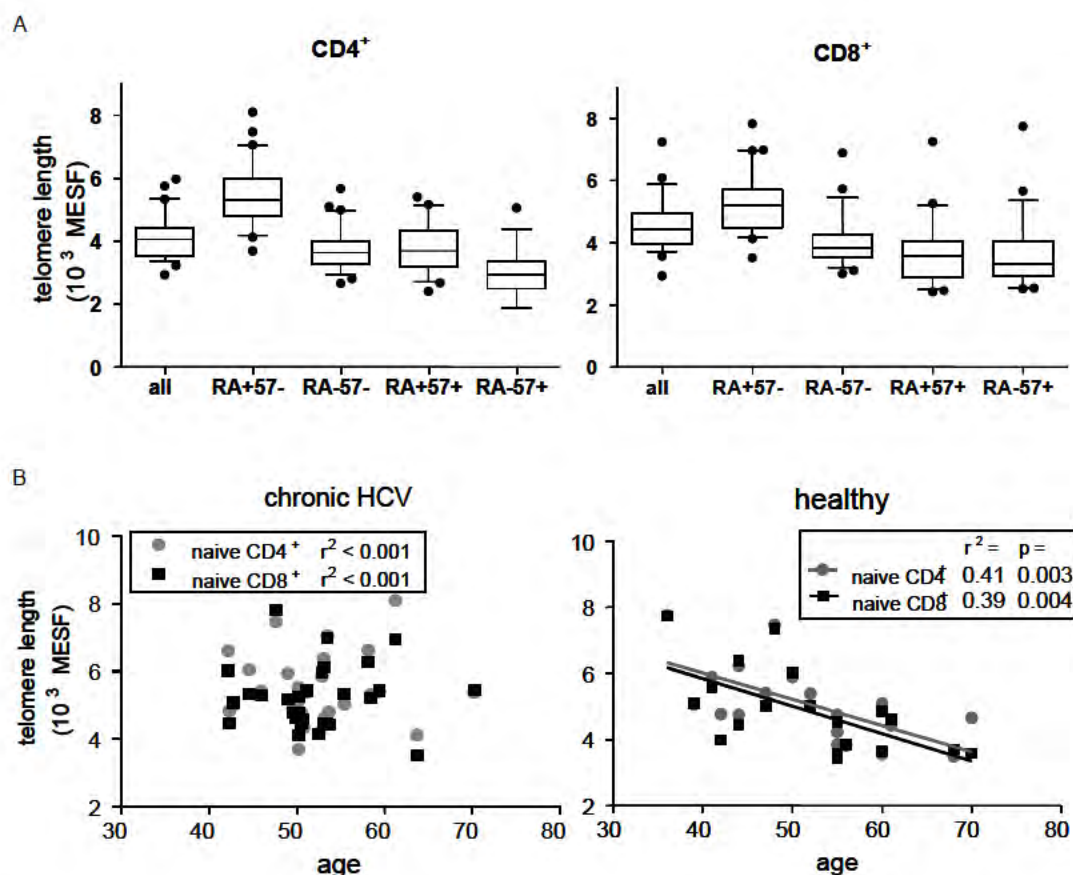 A
CD4+
CD8+
telomere length
(10 3 MESF)
8
6
4
2
0
8
6
4
2
0
all RA+57- RA-57- RA+57+ RA-57+
all RA+57- RA-57- RA+57+ RA-57+
B
chronic HCV
healthy
telomere length
(10 3 MESF)
10
8
6
4
2
naive CD4+ r2 < 0.001
naive CD8+ r2 < 0.001
30 40 50 60 70 80
age
10
8
6
4
2
r2 = p =
naive CD4+ 0.41 0.003
naive CD8+ 0.39 0.004
30 40 50 60 70 80
age